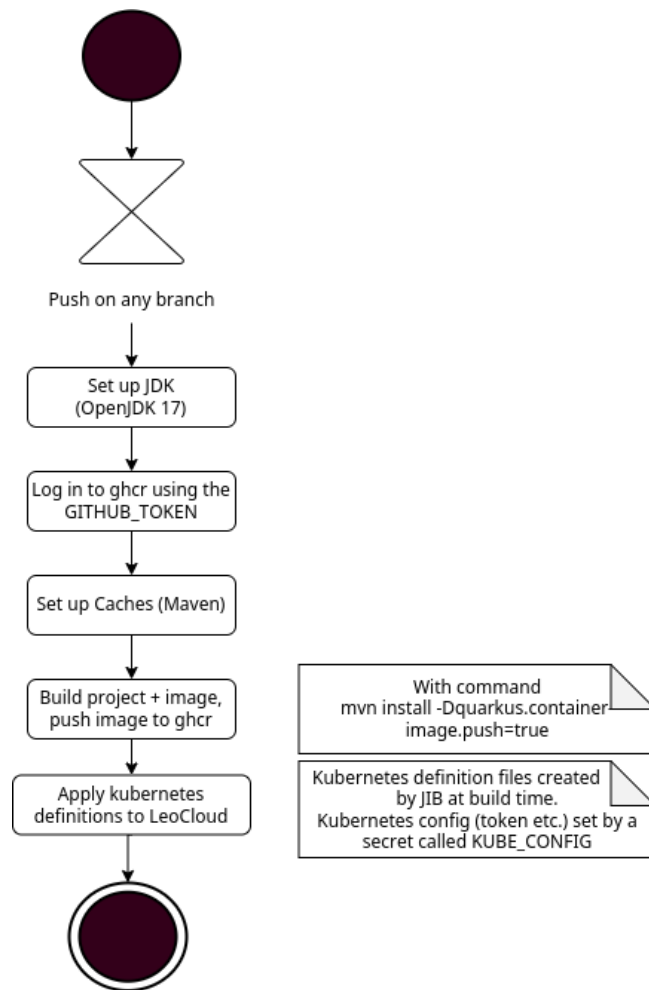 Push on any branch
Set up JDK
(OpenJDK 17)
Log in to ghcr using the
GITHUB_TOKEN
Set up Caches (Maven)
Build project + image,
push image to ghcr
With command
mvn install -Dquarkus.container-
image.push=true
Apply kubernetes
definitions to LeoCloud
Kubernetes definition files created
by JIB at build time.
Kubernetes config (token etc.) set by a
secret called KUBE_CONFIG